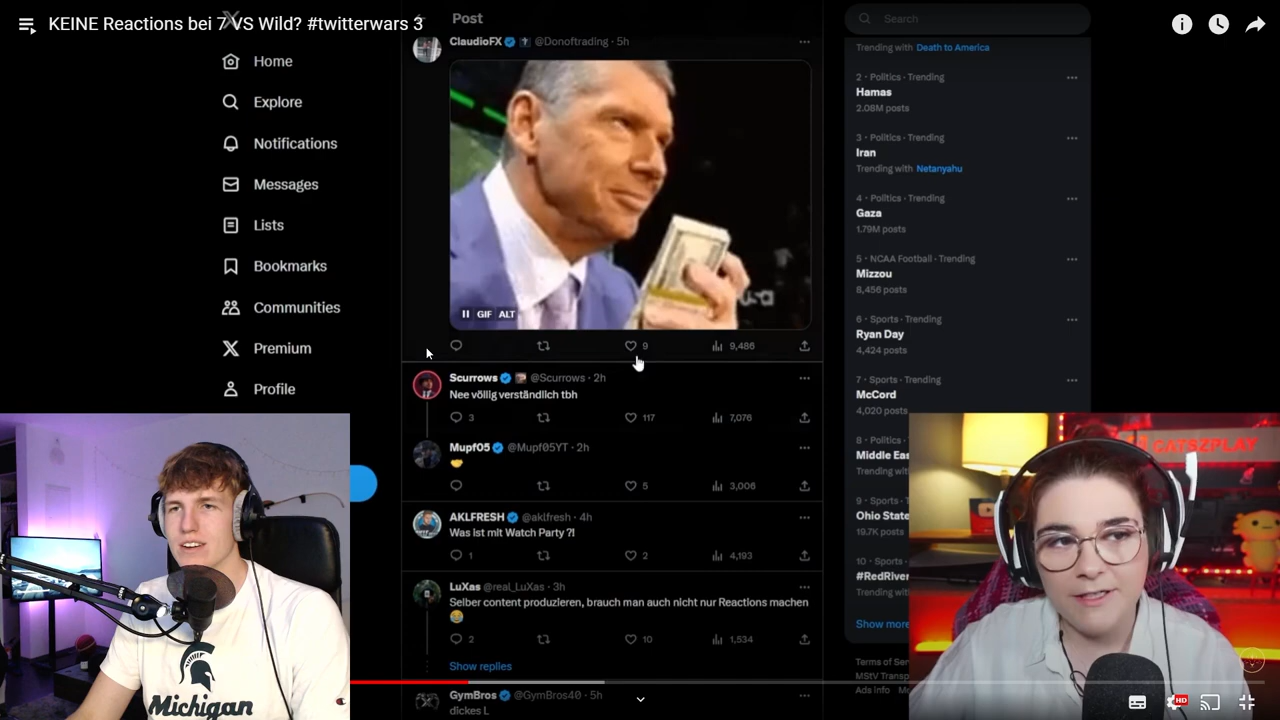 KEINE Reactions bei 7 VS Wild? #twitterwars 3
Home
Explore
Notifications
Messages
Lists
Bookmarks
Communities
Premium
Profile
Post
ClaudioFX @Donoftrading · 5h
GIF ALT
9 9,486
Scurrows @Scurrows · 2h
Nee völlig verständlich tbh
3 117 7,076
Mupf05 @Mupf05YT · 2h
5 3,006
AKLFRESH @aklfresh · 4h
Was ist mit Watch Party ?!
1 2 4,193
LuXas @real_LuXas · 3h
Selber content produzieren, brauch man auch nicht nur Reactions machen
😂
2 10 1,534
Show replies
GymBros @GymBros40 · 5h
dickes L
Search
Trending with Death to America
2 · Politics · Trending
Hamas
2.08M posts
3 · Politics · Trending
Iran
Trending with Netanyahu
4 · Politics · Trending
Gaza
1.79M posts
5 · NCAA Football · Trending
Mizzou
8,456 posts
6 · Sports · Trending
Ryan Day
4,424 posts
7 · Sports · Trending
McCord
4,020 posts
8 · Politics ·
Middle Eas
Trending with
9 · Sports ·
Ohio State
19.7K posts
10 · Sports
#RedRiver
Trending with
Show more
Terms of Ser
MStV Transp
Ads info Mo
CATSZPLAY
Michigan
HD